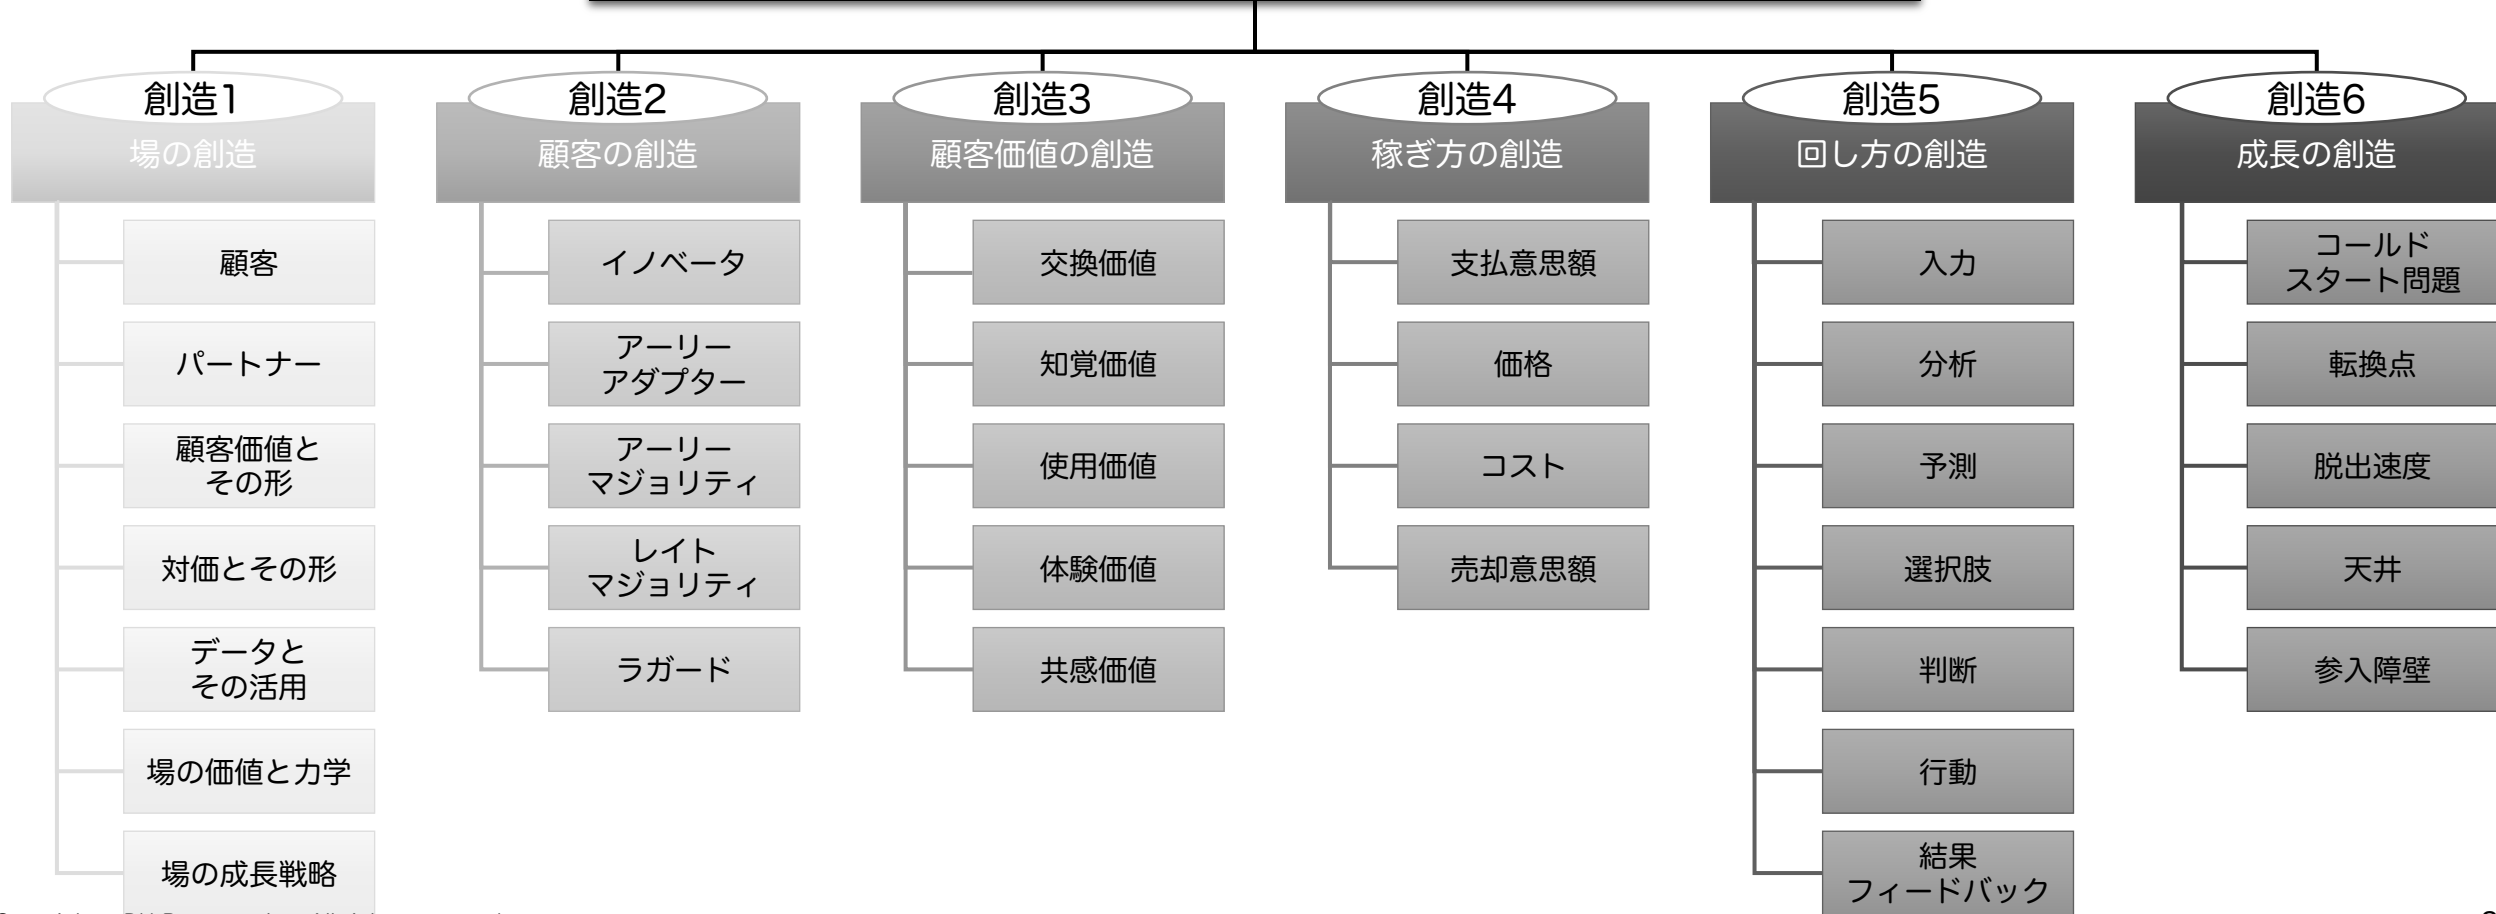 創造1
場の創造
顧客
パートナー
顧客価値と
その形
対価とその形
データと
その活用
場の価値と力学
場の成長戦略
創造2
顧客の創造
イノベータ
アーリー
アダプター
アーリー
マジョリティ
レイト
マジョリティ
ラガード
創造3
顧客価値の創造
交換価値
知覚価値
使用価値
体験価値
共感価値
創造4
稼ぎ方の創造
支払意思額
価格
コスト
売却意思額
創造5
回し方の創造
入力
分析
予測
選択肢
判断
行動
結果
フィードバック
創造6
成長の創造
コールド
スタート問題
転換点
脱出速度
天井
参入障壁